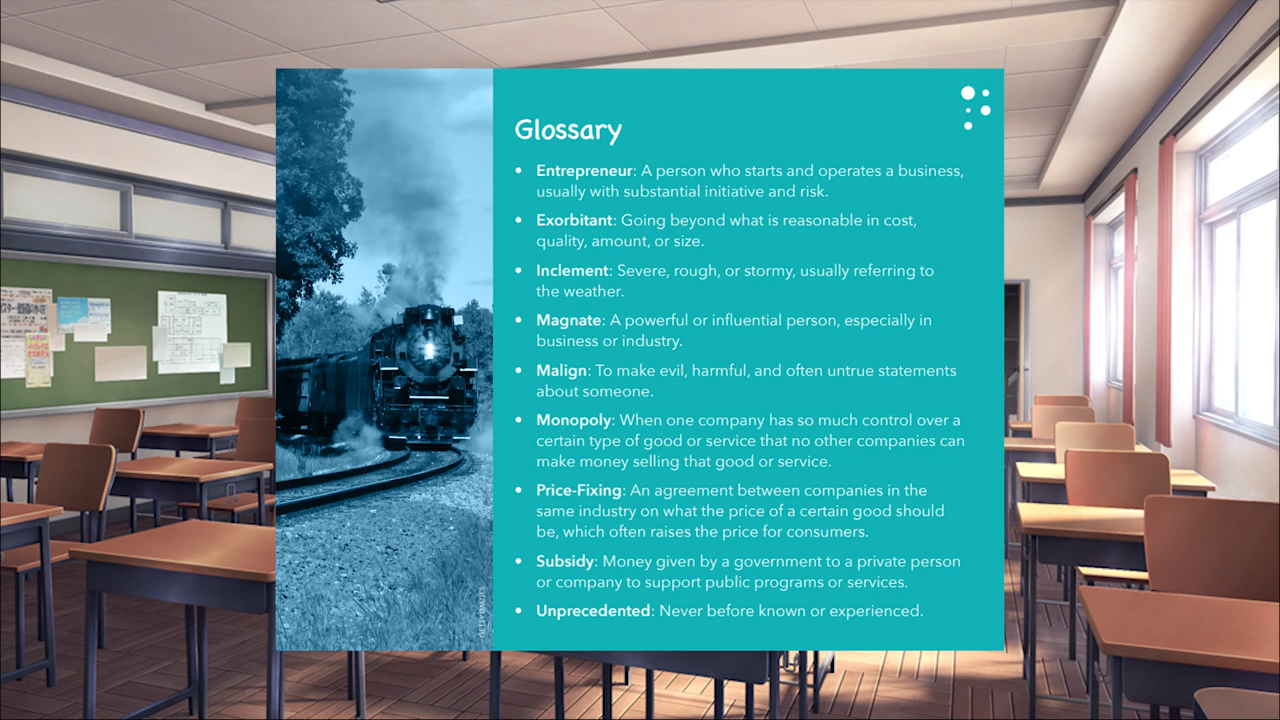 Glossary
• Entrepreneur: A person who starts and operates a business,
usually with substantial initiative and risk.
• Exorbitant: Going beyond what is reasonable in cost,
quality, amount, or size.
• Inclement: Severe, rough, or stormy, usually referring to
the weather.
• Magnate: A powerful or influential person, especially in
business or industry.
• Malign: To make evil, harmful, and often untrue statements
about someone.
• Monopoly: When one company has so much control over a
certain type of good or service that no other companies can
make money selling that good or service.
• Price-Fixing: An agreement between companies in the
same industry on what the price of a certain good should
be, which often raises the price for consumers.
• Subsidy: Money given by a government to a private person
or company to support public programs or services.
• Unprecedented: Never before known or experienced.
GETTY IMAGES